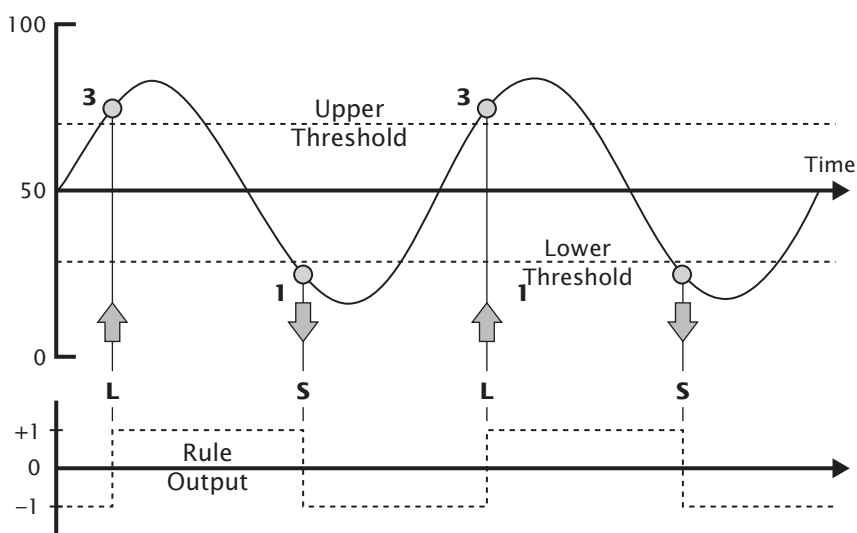 100
3
3
Upper
Threshold
Time
50
Lower
Threshold
1
1
0
L
S
L
S
+1
Rule
0
Output
−1